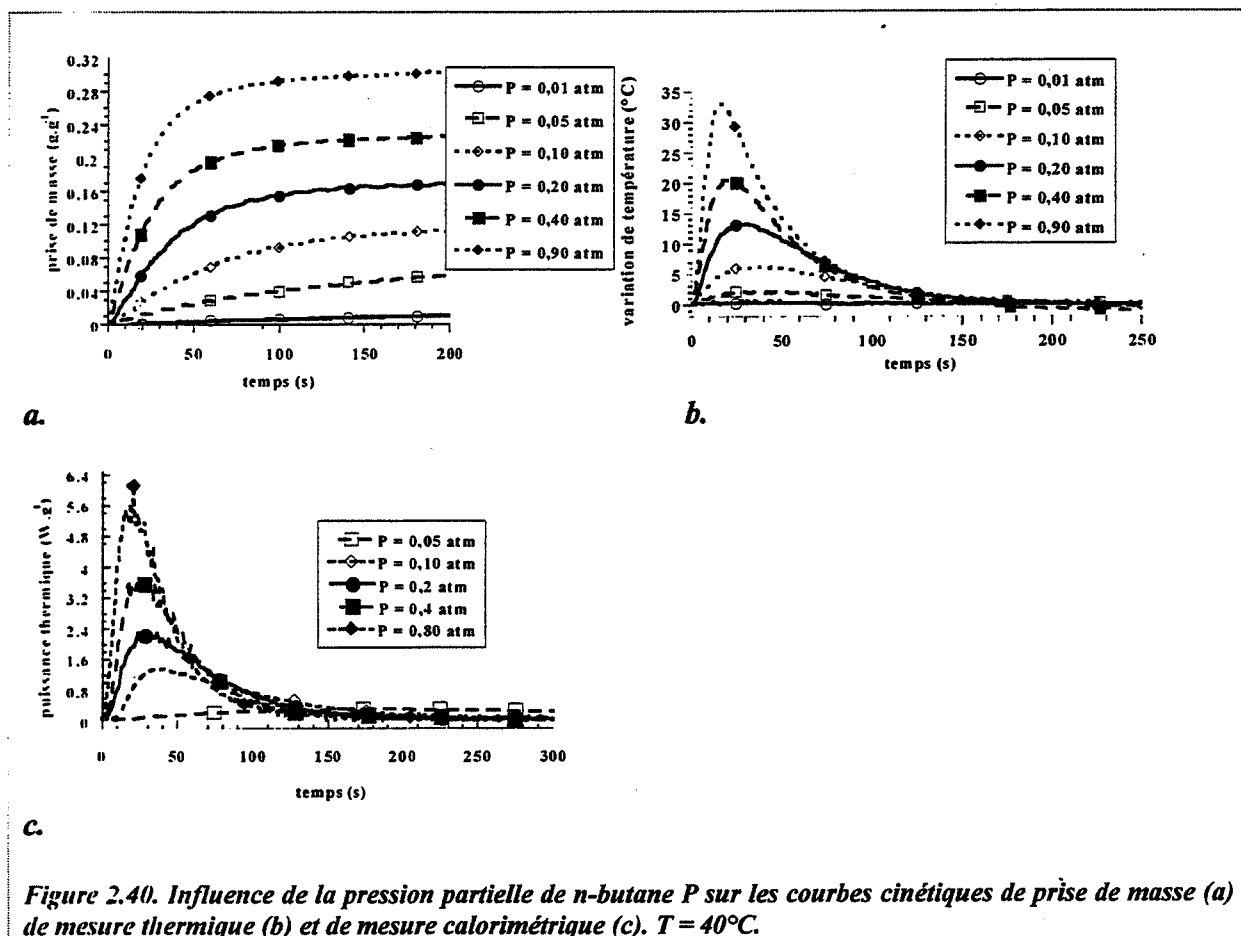 prise de masse (g.g⁻¹)
0.32
0.28
0.24
0.2
0.16
0.12
0.08
0.04
0
0
50
100
150
200
temps (s)
P = 0,01 atm
P = 0,05 atm
P = 0,10 atm
P = 0,20 atm
P = 0,40 atm
P = 0,90 atm
a.
variation de température (°C)
35
30
25
20
15
10
5
0
0
50
100
150
200
250
temps (s)
P = 0,01 atm
P = 0,05 atm
P = 0,10 atm
P = 0,20 atm
P = 0,40 atm
P = 0,90 atm
b.
puissance thermique (W.g⁻¹)
6.4
5.6
4.8
4
3.2
2.4
1.6
0.8
0
0
50
100
150
200
250
300
temps (s)
P = 0,05 atm
P = 0,10 atm
P = 0,2 atm
P = 0,4 atm
P = 0,80 atm
c.
Figure 2.40. Influence de la pression partielle de n-butane P sur les courbes cinétiques de prise de masse (a)
de mesure thermique (b) et de mesure calorimétrique (c). T = 40°C.